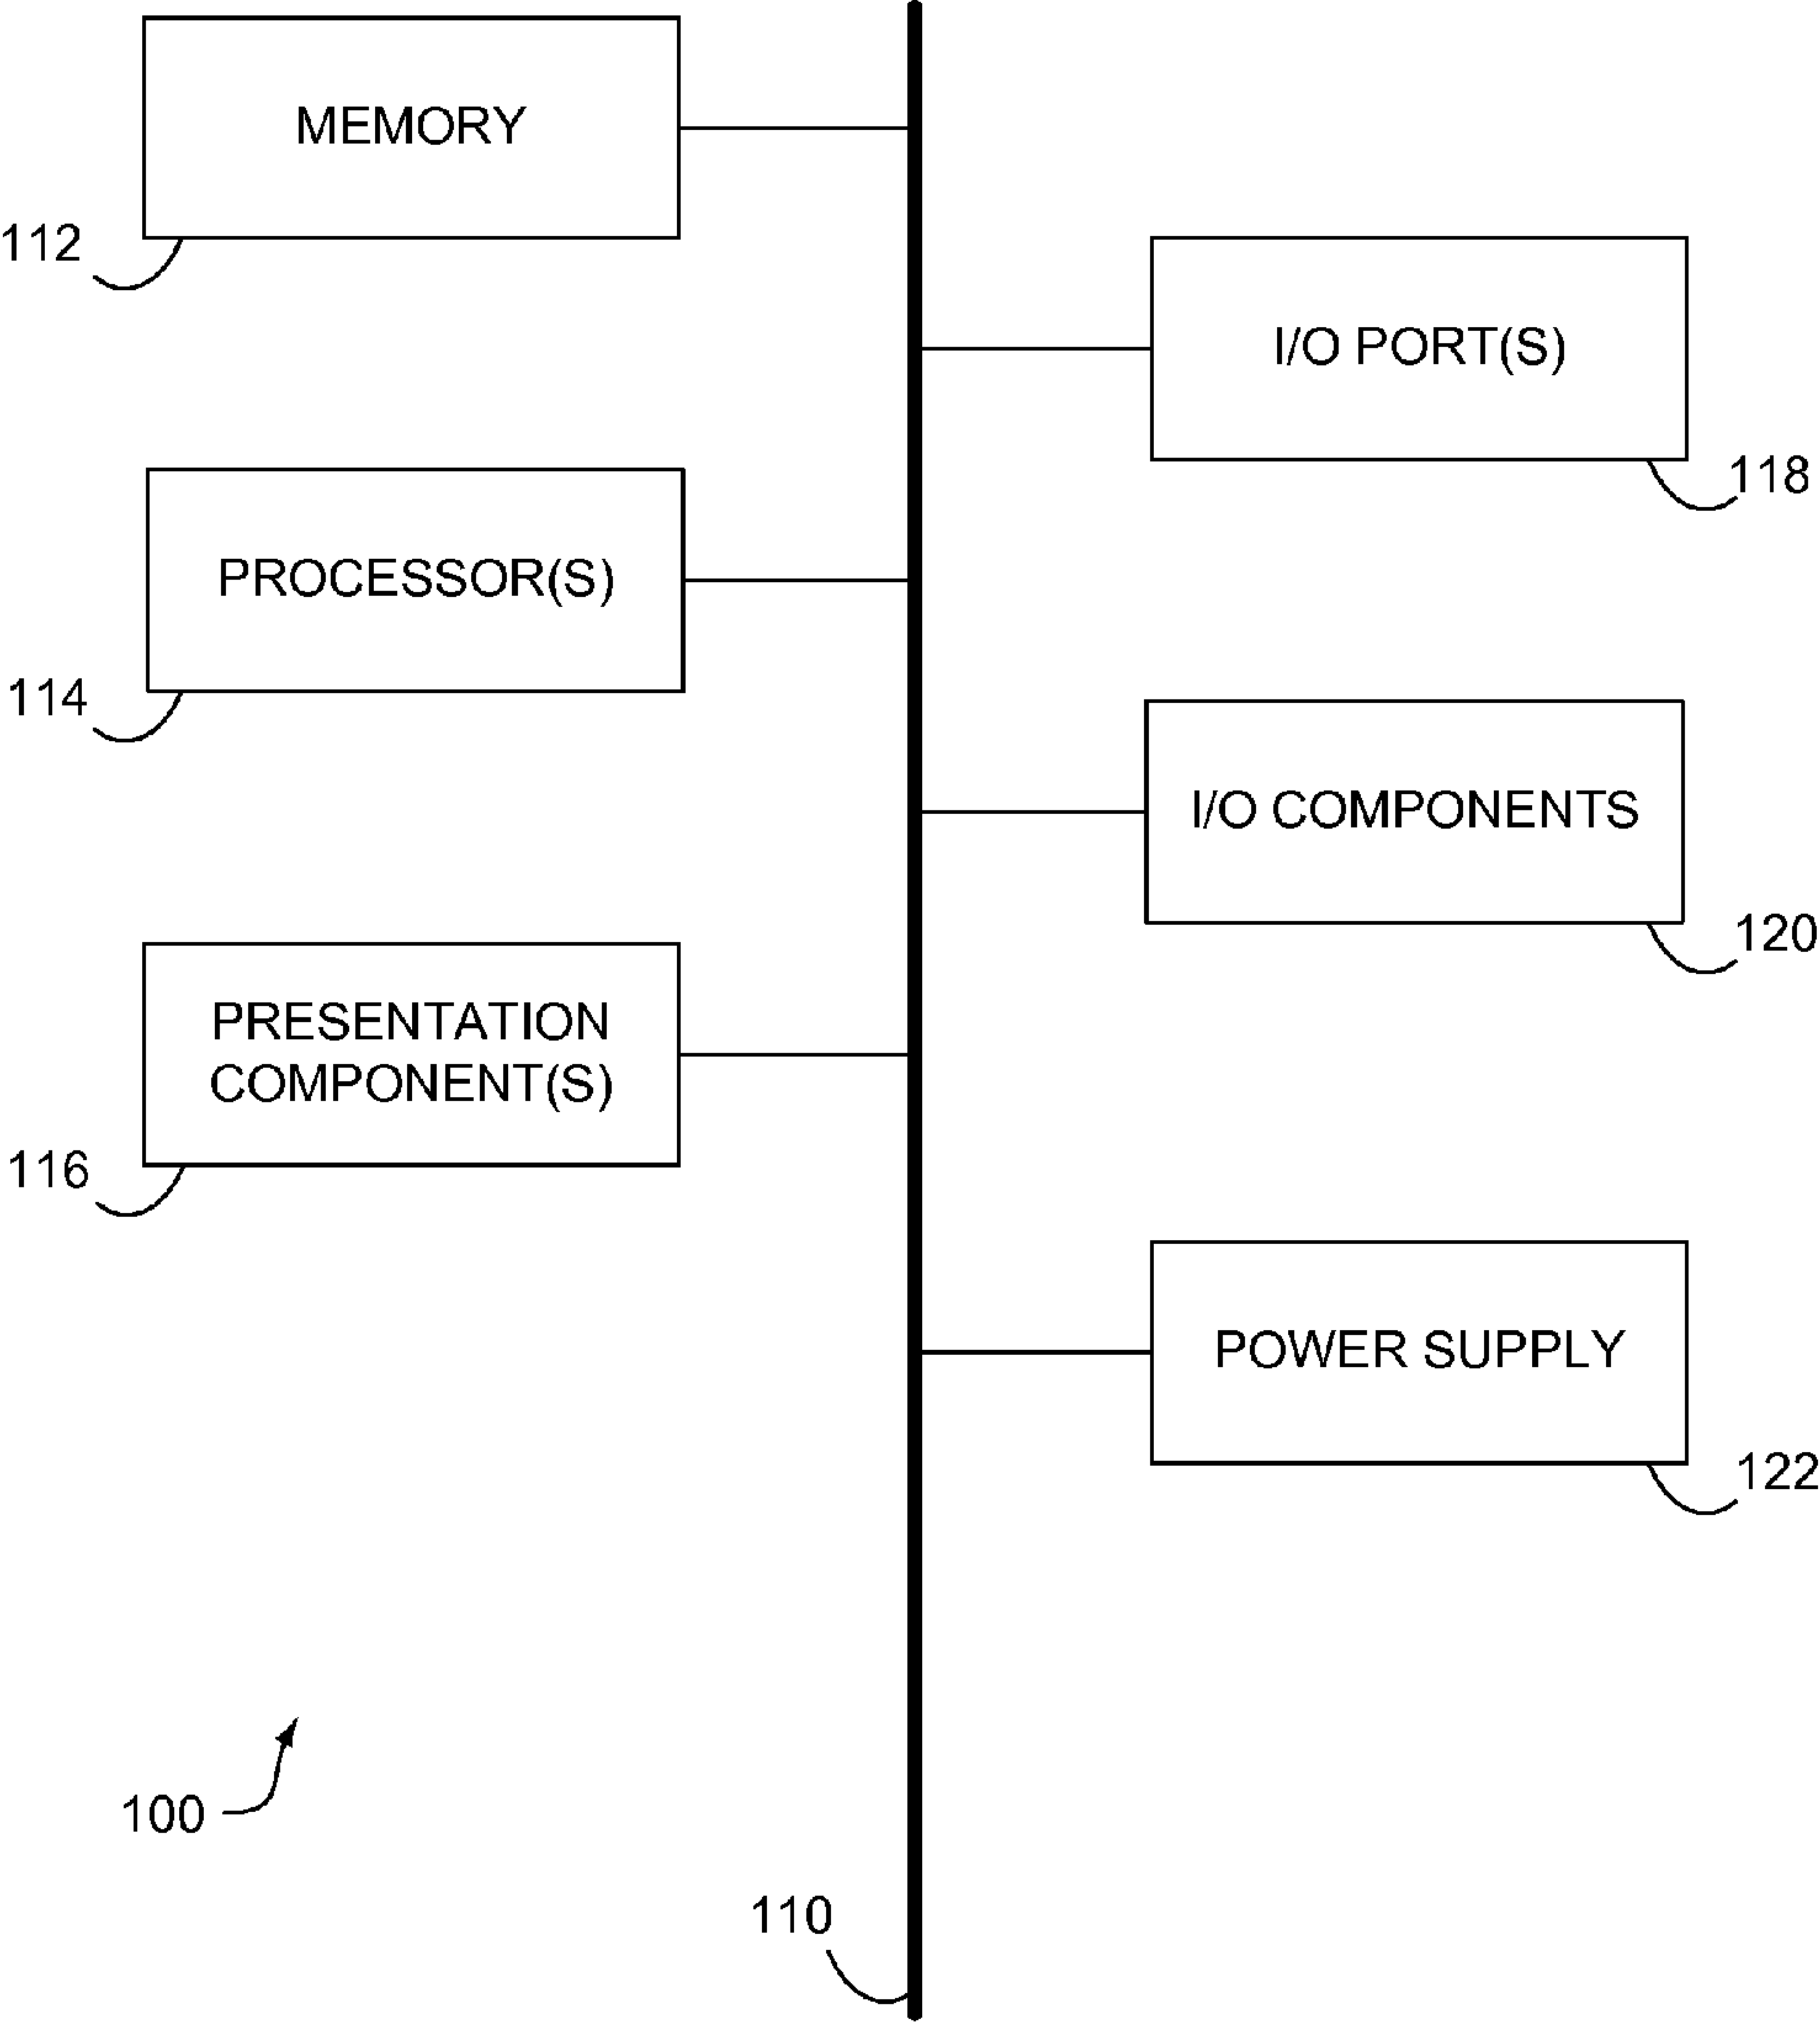 MEMORY
112
I/O PORT(S)
118
PROCESSOR(S)
114
I/O COMPONENTS
120
PRESENTATION
COMPONENT(S)
116
POWER SUPPLY
122
100
110